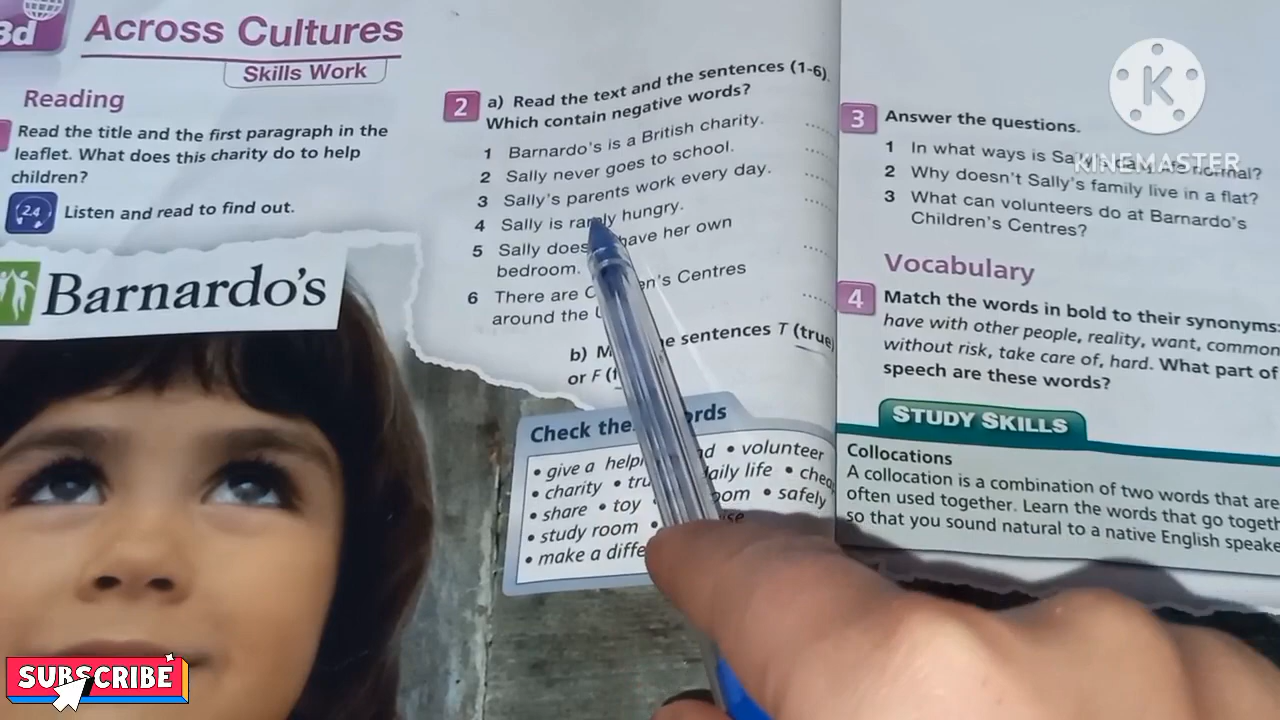 3d Across Cultures
Skills Work
Reading
Read the title and the first paragraph in the
leaflet. What does this charity do to help
children?
2.4 Listen and read to find out.
Barnardo's
2 a) Read the text and the sentences (1-6).
Which contain negative words?
1 Barnardo's is a British charity. ......
2 Sally never goes to school. ......
3 Sally's parents work every day. ......
4 Sally is rarely hungry. ......
5 Sally does have her own
bedroom. ......
6 There are Centres
around the ......
b) sentences T (true)
or F
Check the
• give a • volunteer
• charity • daily life
• share • toy • safely
• study room •
• make a
3 Answer the questions.
1 In what ways is normal?
2 Why doesn't Sally's family live in a flat?
3 What can volunteers do at Barnardo's
Children's Centres?
Vocabulary
4 Match the words in bold to their synonyms:
have with other people, reality, want, common
without risk, take care of, hard. What part of
speech are these words?
STUDY SKILLS
Collocations
A collocation is a combination of two words that are
often used together. Learn the words that go
so that you sound natural to a native English
K
KINEMASTER
SUBSCRIBE